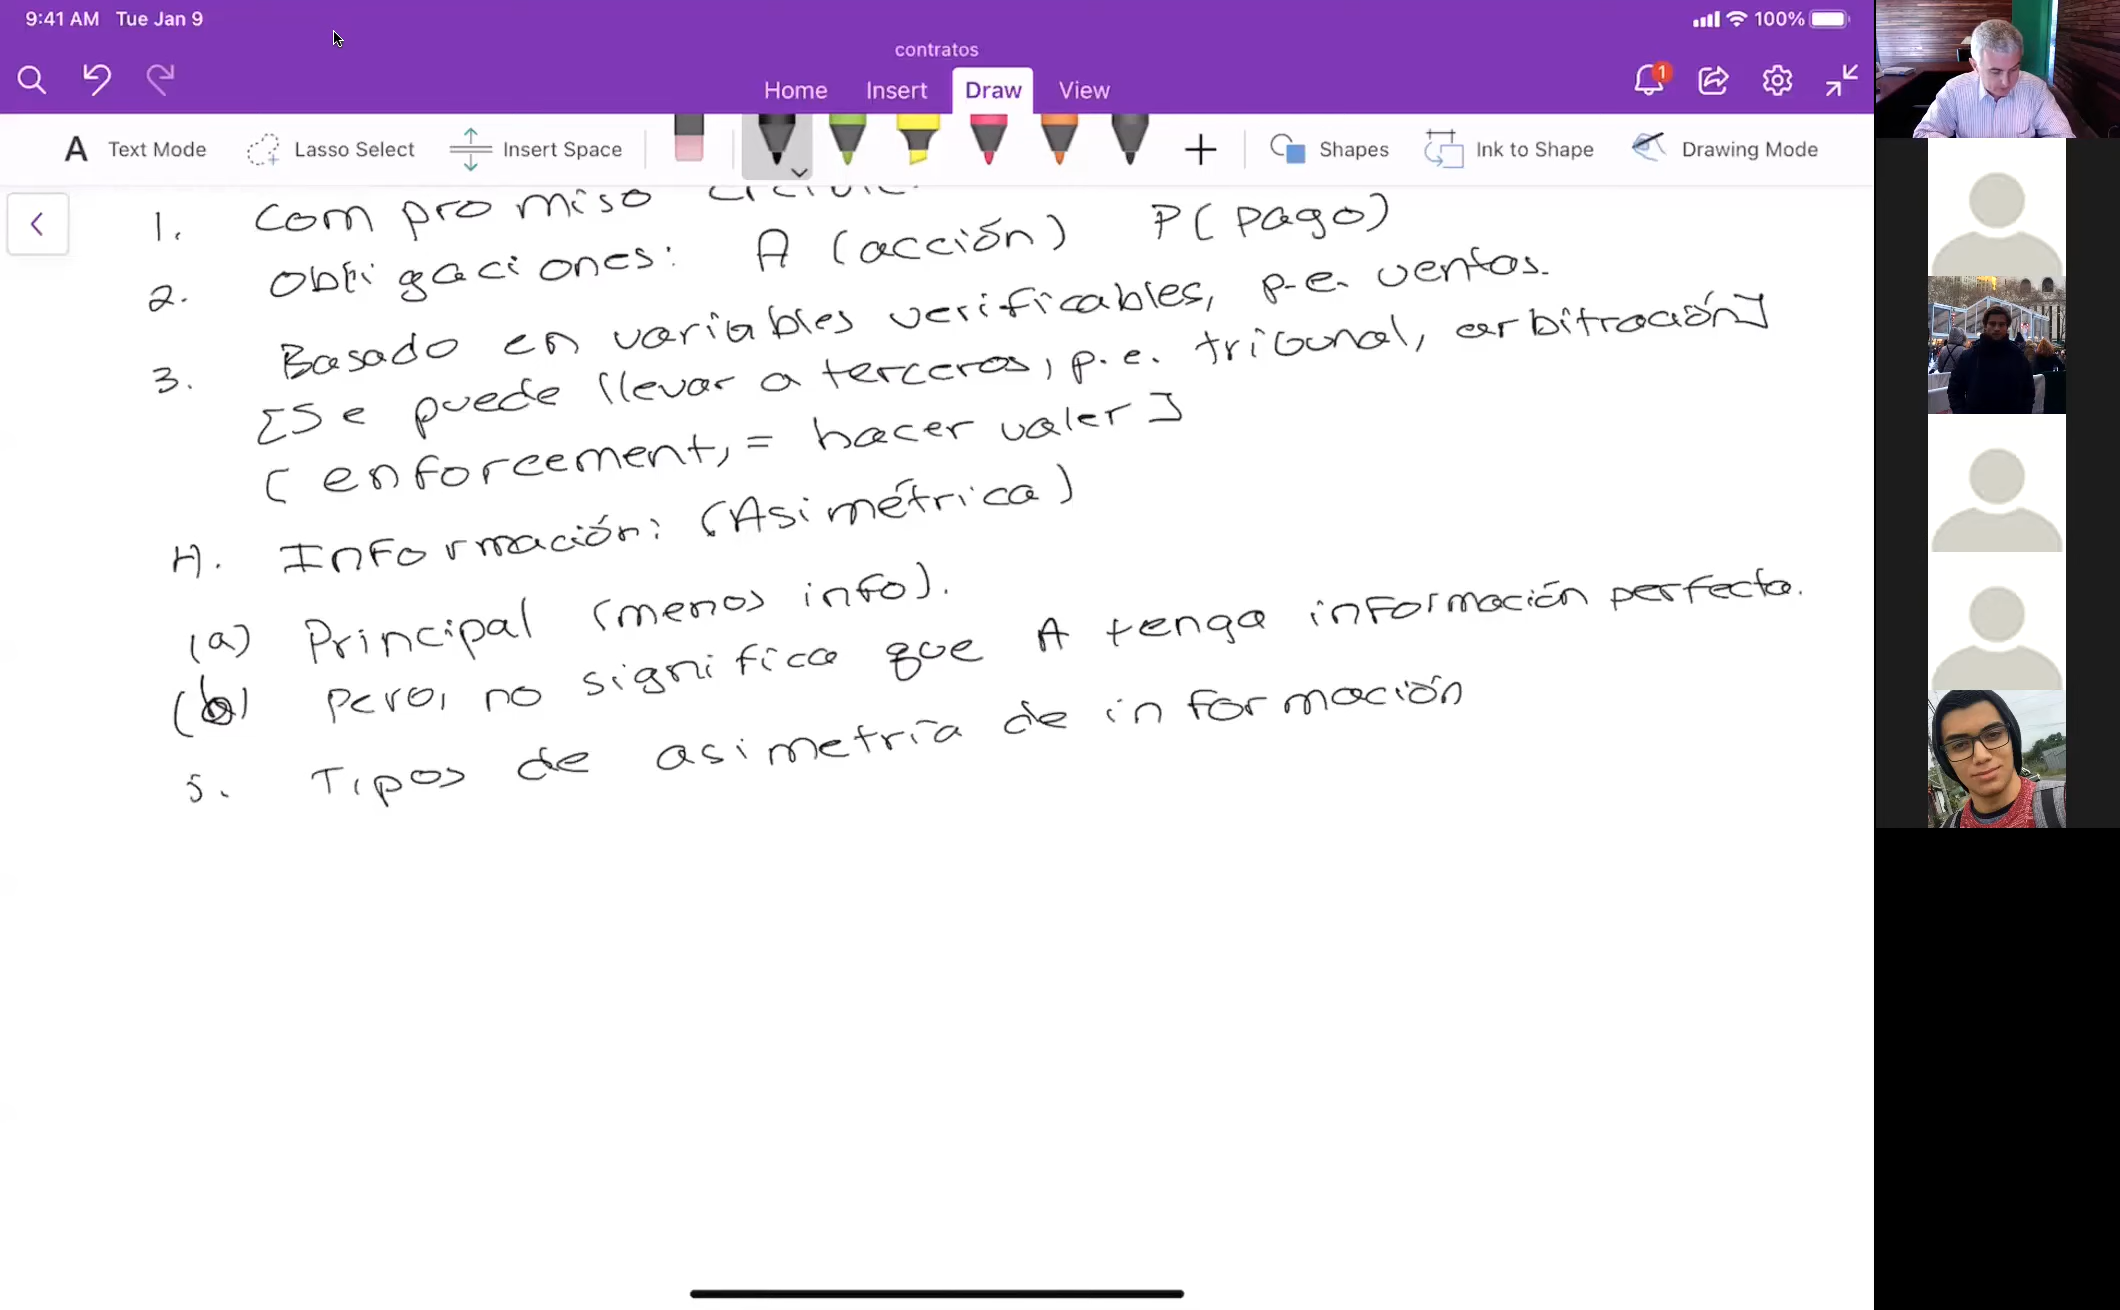 9:41 AM Tue Jan 9
100%
contratos
Home Insert Draw View
1
A Text Mode Lasso Select Insert Space Shapes Ink to Shape Drawing Mode
1. Compromiso
2. Obligaciones: A (acción) P(pago)
3. Basado en variables verificables, p.e. ventas.
[Se puede llevar a terceros, p.e. tribunal, arbitración]
( enforcement, = hacer valer ]
4. Información: (Asimétrica)
(a) Principal (menos info).
(b) Pero, no significa que A tenga información perfecta.
5. Tipos de asimetría de información